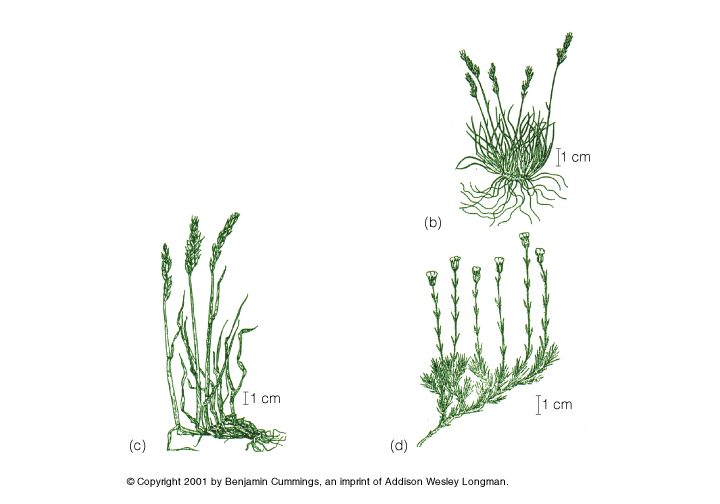 1 cm
(b)
1 cm
(c)
1 cm
(d)
© Copyright 2001 by Benjamin Cummings, an imprint of Addison Wesley Longman.